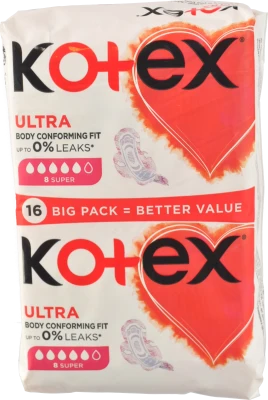 Kotex
ULTRA
BODY CONFORMING FIT
UP TO 0% LEAKS*
8 SUPER
16 BIG PACK = BETTER VALUE
Kotex
ULTRA
BODY CONFORMING FIT
UP TO 0% LEAKS*
8 SUPER